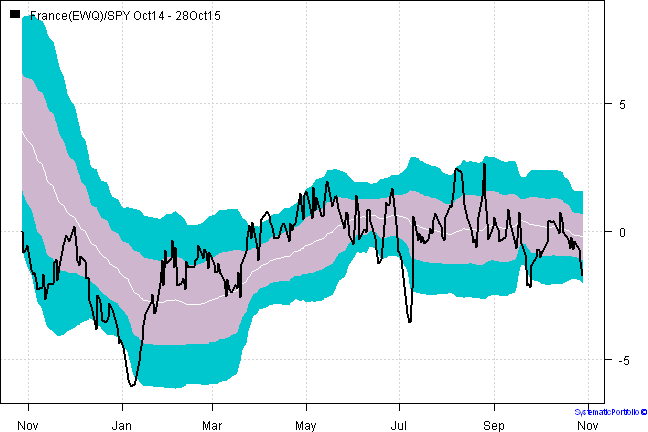 France(EWQ)/SPY Oct14 - 28Oct15
5
0
-5
SystematicPortfolio ©
Nov Jan Mar May Jul Sep Nov